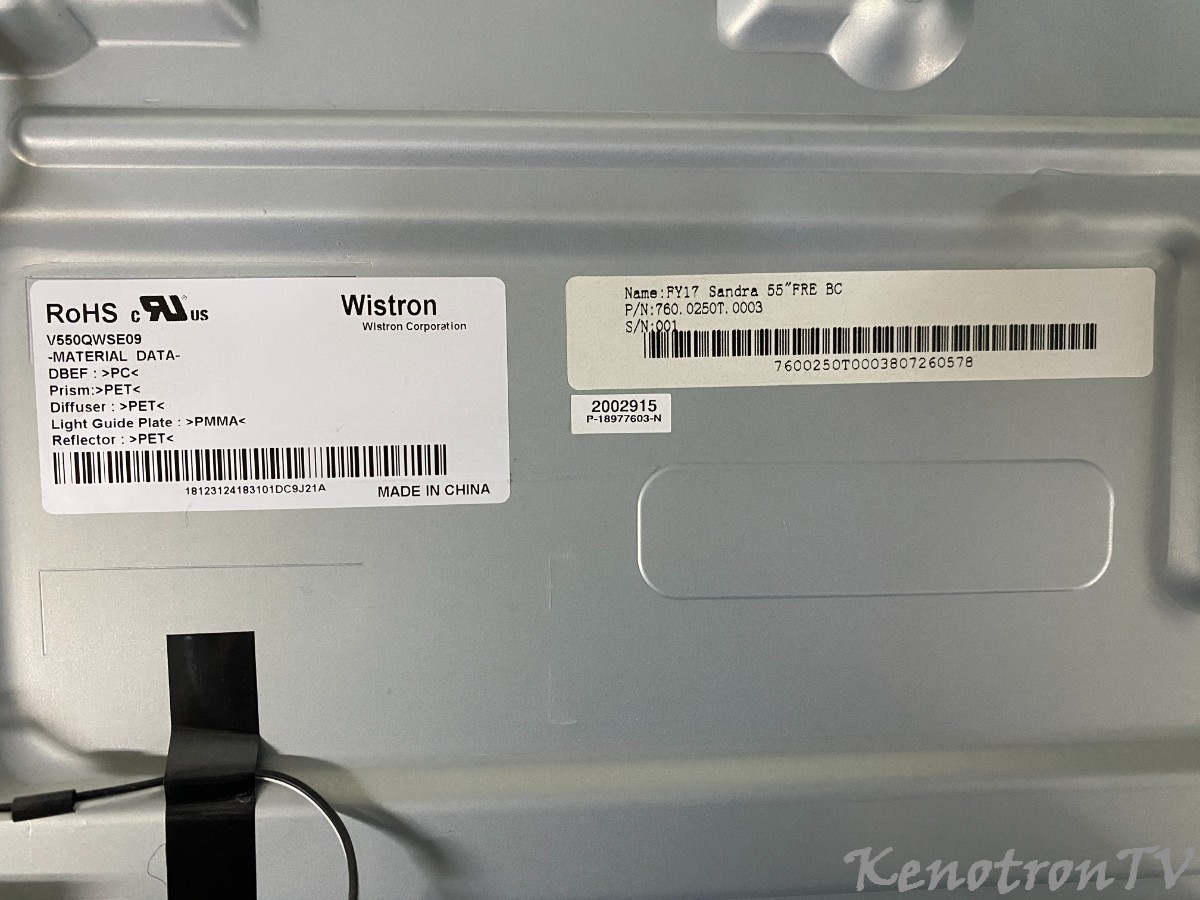 RoHS c RU US
Wistron
Wistron Corporation
V550QWSE09
-MATERIAL DATA-
DBEF : >PC<
Prism:>PET<
Diffuser : >PET<
Light Guide Plate : >PMMA<
Reflector : >PET<
18123124183101DC9J21A
MADE IN CHINA
Name:FY17 Sandra 55"FRE BC
P/N:760.0250T.0003
S/N:001
7600250T0003807260578
2002915
P-18977603-N
KenotronTV